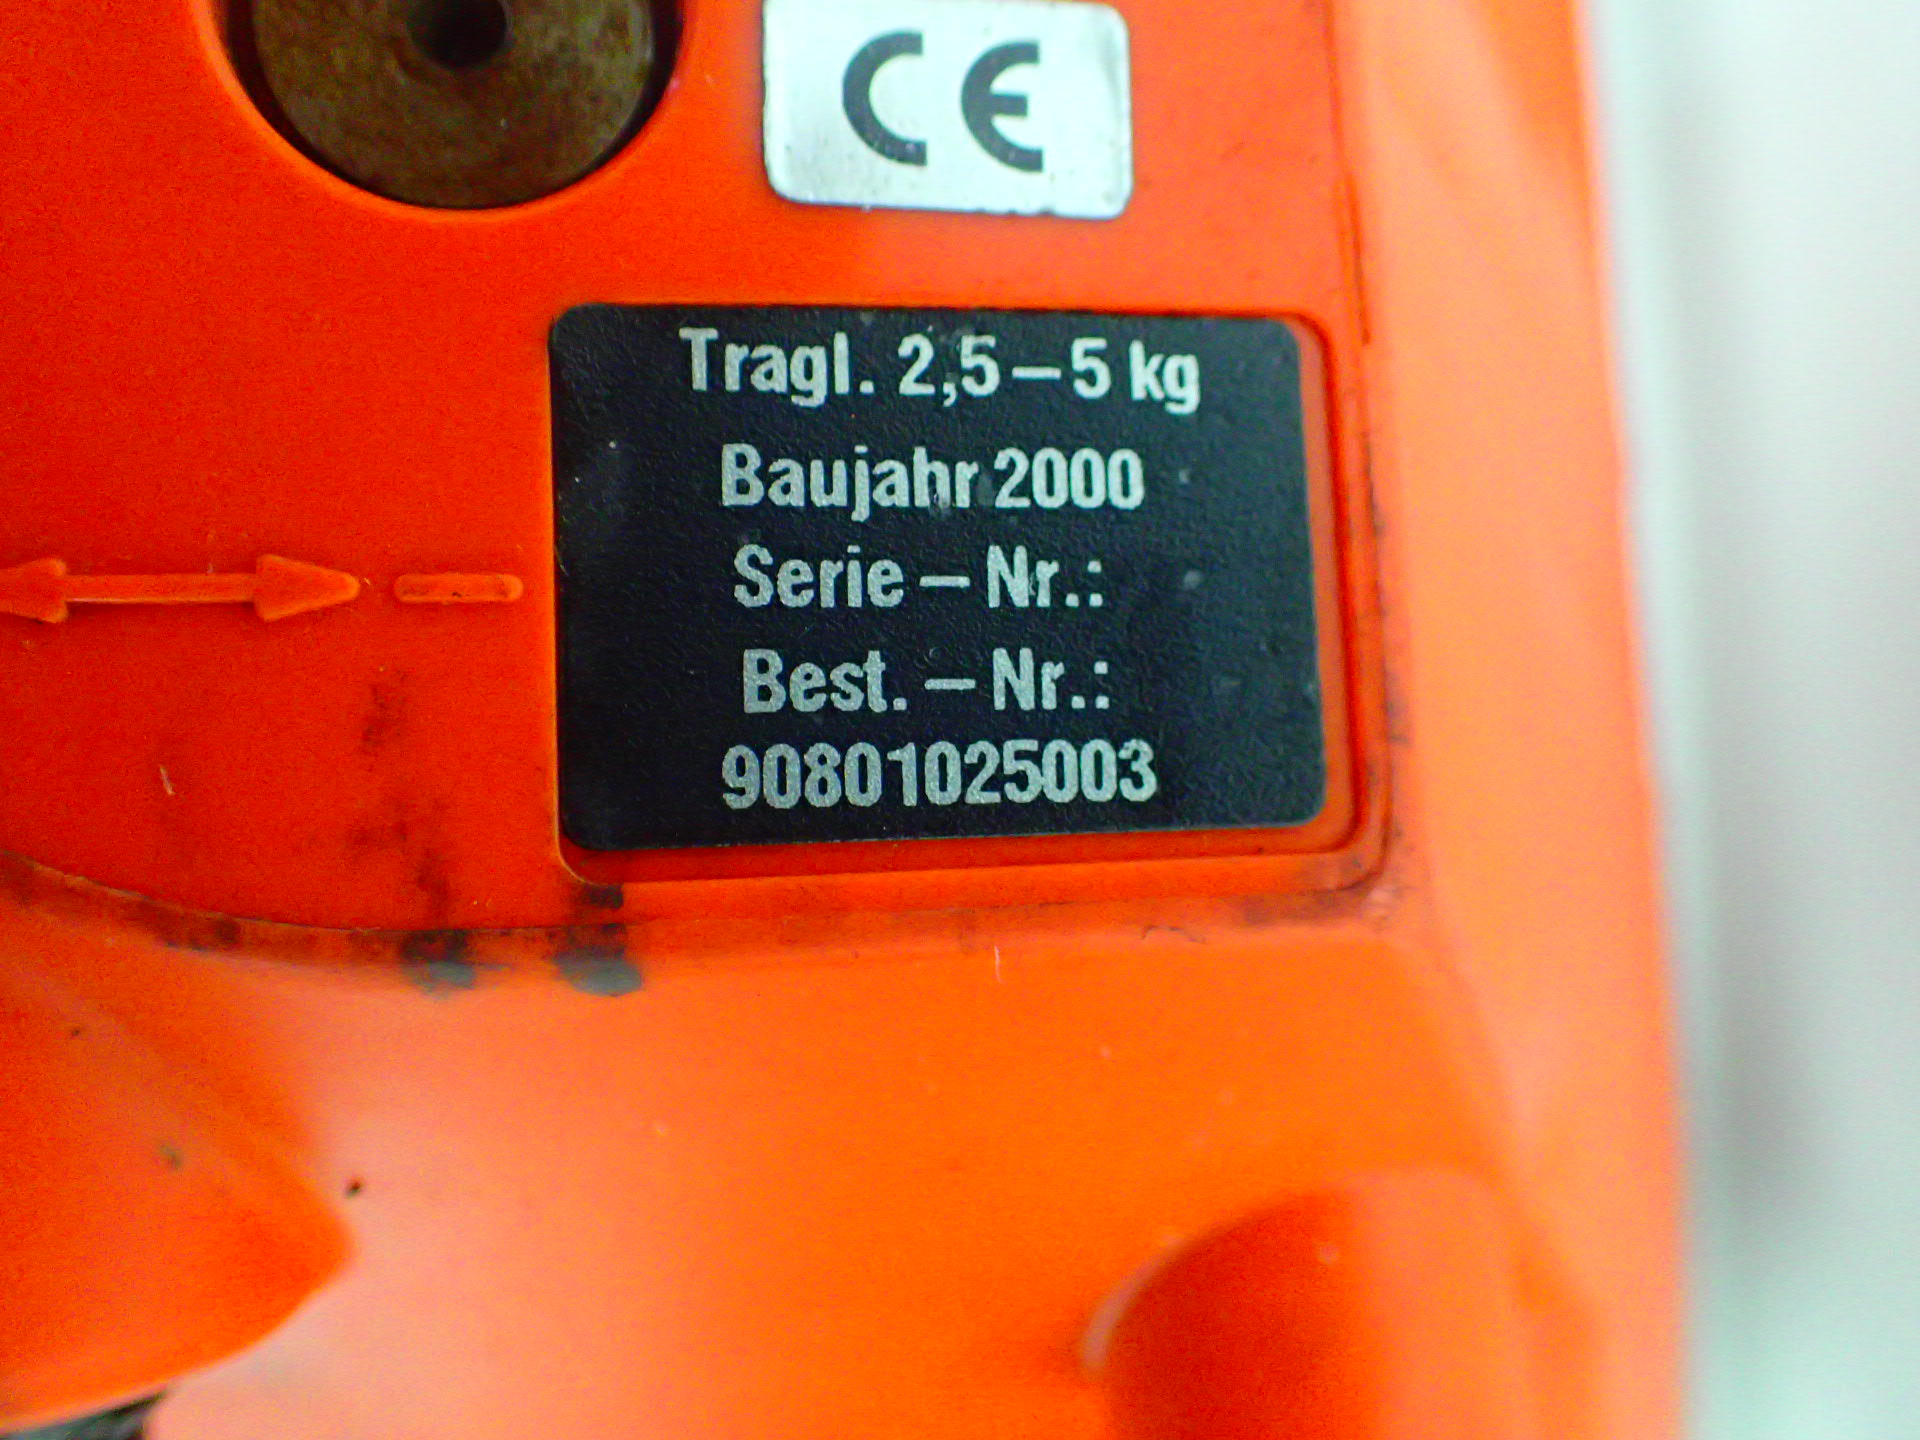 CE
Tragl. 2,5 – 5 kg
Baujahr 2000
Serie – Nr.:
Best. – Nr.:
90801025003